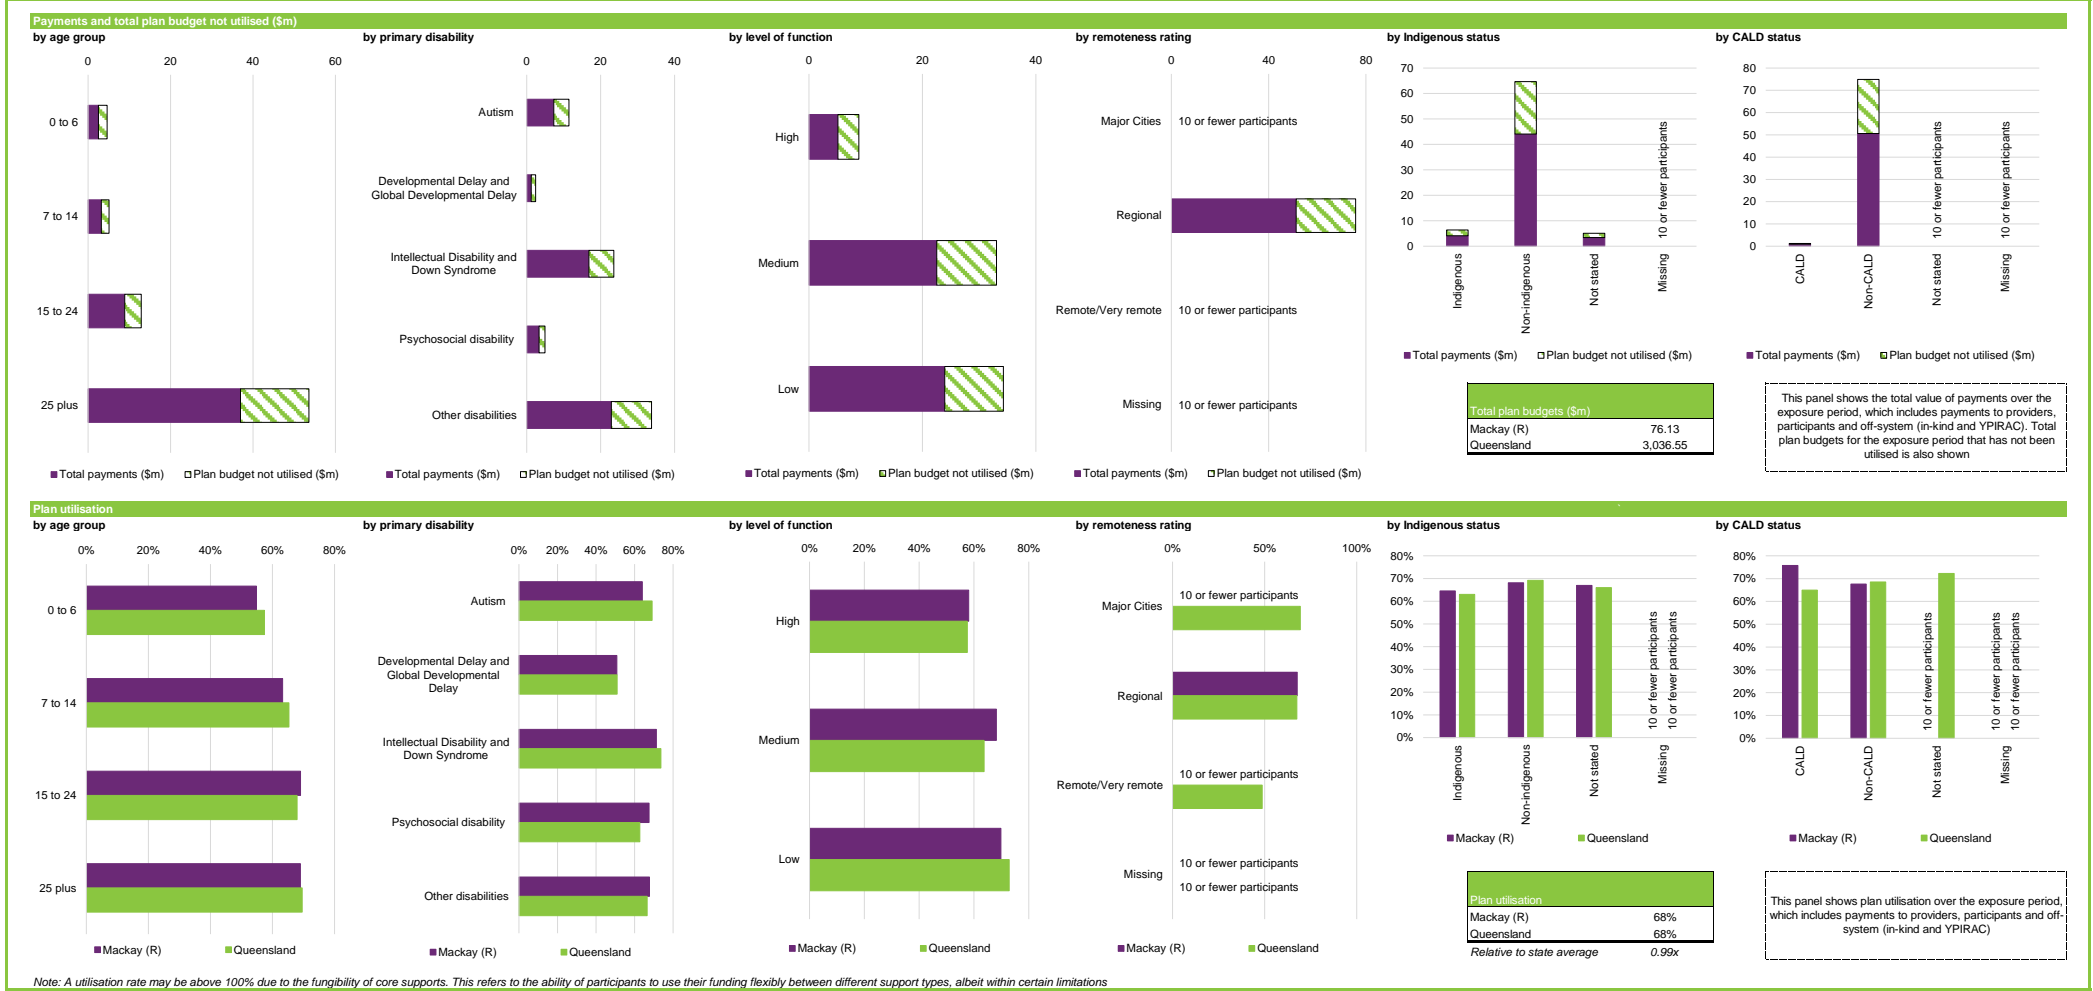 Payments and total plan budget not utilised ($m)
by age group
0 20 40 60
0 to 6
7 to 14
15 to 24
25 plus
Total payments ($m) Plan budget not utilised ($m)
by primary disability
0 20 40
Autism
Developmental Delay and
Global Developmental Delay
Intellectual Disability and
Down Syndrome
Psychosocial disability
Other disabilities
Total payments ($m) Plan budget not utilised ($m)
by level of function
0 20 40
High
Medium
Low
Total payments ($m) Plan budget not utilised ($m)
by remoteness rating
0 40 80
Major Cities 10 or fewer participants
Regional
Remote/Very remote 10 or fewer participants
Missing 10 or fewer participants
Total payments ($m) Plan budget not utilised ($m)
by Indigenous status
70
60
50
40
30
20
10
0
10 or fewer participants
Indigenous
Non-indigenous
Not stated
Missing
Total payments ($m) Plan budget not utilised ($m)
Total plan budgets ($m)
Mackay (R) 76.13
Queensland 3,036.55
by CALD status
80
70
60
50
40
30
20
10
0
10 or fewer participants
10 or fewer participants
CALD
Non-CALD
Not stated
Missing
Total payments ($m) Plan budget not utilised ($m)
This panel shows the total value of payments over the
exposure period, which includes payments to providers,
participants and off-system (in-kind and YPIRAC). Total
plan budgets for the exposure period that has not been
utilised is also shown
Plan utilisation
by age group
0% 20% 40% 60% 80%
0 to 6
7 to 14
15 to 24
25 plus
Mackay (R) Queensland
by primary disability
0% 20% 40% 60% 80%
Autism
Developmental Delay and
Global Developmental
Delay
Intellectual Disability and
Down Syndrome
Psychosocial disability
Other disabilities
Mackay (R) Queensland
by level of function
0% 20% 40% 60% 80%
High
Medium
Low
Mackay (R) Queensland
by remoteness rating
0% 50% 100%
10 or fewer participants
Major Cities
Regional
10 or fewer participants
Remote/Very remote
10 or fewer participants
Missing
10 or fewer participants
Mackay (R) Queensland
by Indigenous status
80%
70%
60%
50%
40%
30%
20%
10%
0%
10 or fewer participants
10 or fewer participants
Indigenous
Non-indigenous
Not stated
Missing
Mackay (R) Queensland
Plan utilisation
Mackay (R) 68%
Queensland 68%
Relative to state average 0.99x
by CALD status
80%
70%
60%
50%
40%
30%
20%
10%
0%
10 or fewer participants
10 or fewer participants
10 or fewer participants
CALD
Non-CALD
Not stated
Missing
Mackay (R) Queensland
This panel shows plan utilisation over the exposure period,
which includes payments to providers, participants and off-
system (in-kind and YPIRAC)
Note: A utilisation rate may be above 100% due to the fungibility of core supports. This refers to the ability of participants to use their funding flexibly between different support types, albeit within certain limitations